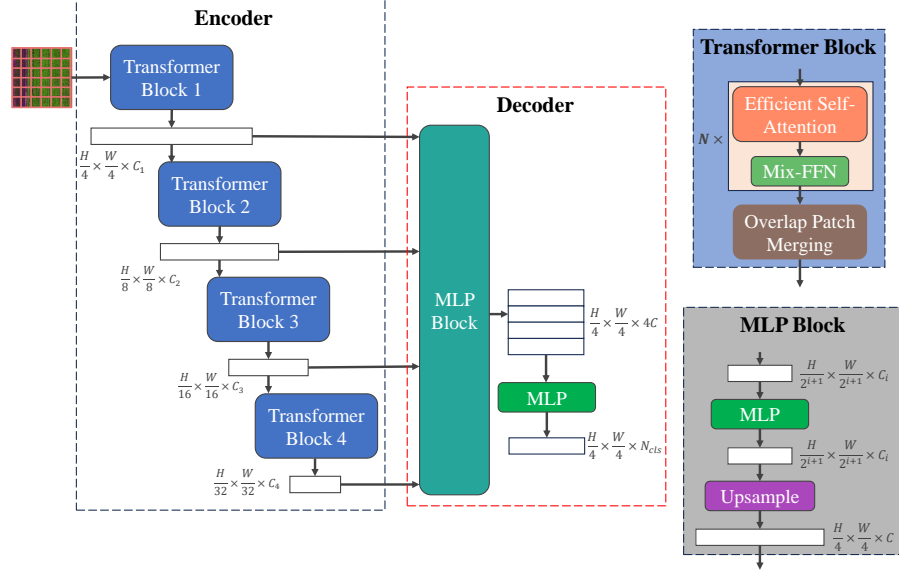 Encoder
Transformer
Block 1
H/4 × W/4 × C₁
Transformer
Block 2
H/8 × W/8 × C₂
Transformer
Block 3
H/16 × W/16 × C₃
Transformer
Block 4
H/32 × W/32 × C₄
Decoder
MLP
Block
H/4 × W/4 × 4C
MLP
H/4 × W/4 × N_cls
Transformer Block
N ×
Efficient Self-
Attention
Mix-FFN
Overlap Patch
Merging
MLP Block
H/2^{i+1} × W/2^{i+1} × C_i
MLP
H/2^{i+1} × W/2^{i+1} × C_i
Upsample
H/4 × W/4 × C